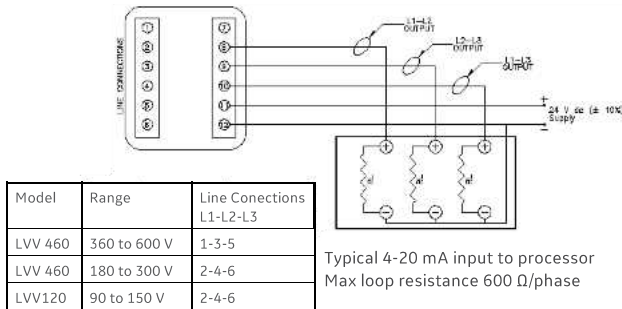 L1-L2
OUTPUT
L2-L3
OUTPUT
L1-L3
OUTPUT
LINE CONNECTIONS
1 7
2 8
3 9
4 10
5 11
6 12
+
24 V dc (± 10%)
Supply
-
+ + +
- - -
Model Range Line Conections
L1-L2-L3
LVV 460 360 to 600 V 1-3-5
LVV 460 180 to 300 V 2-4-6
LVV120 90 to 150 V 2-4-6
Typical 4-20 mA input to processor
Max loop resistance 600 Ω/phase